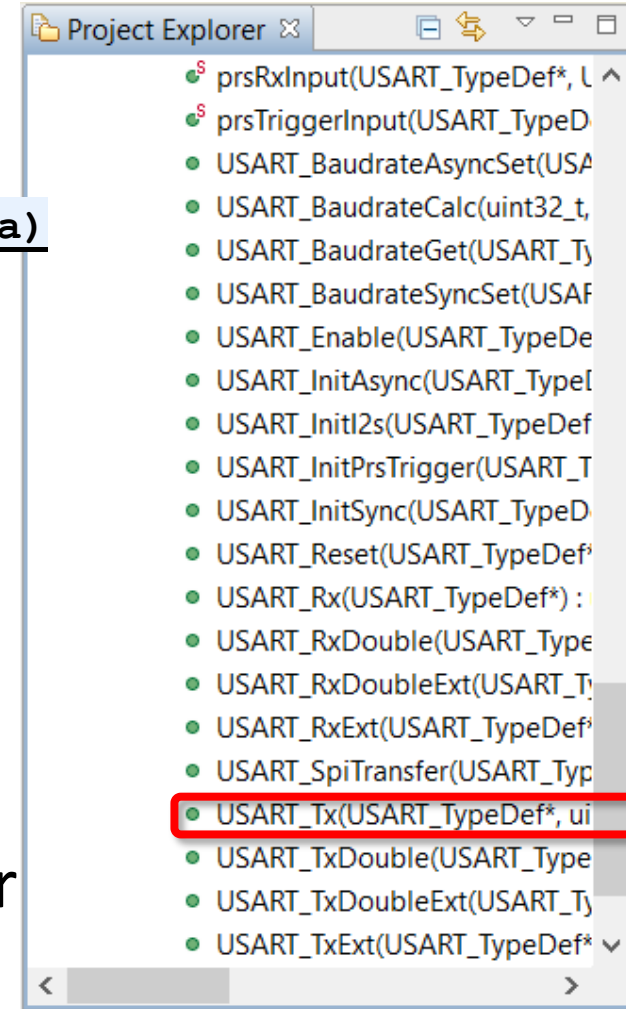 Project Explorer
prsRxInput(USART_TypeDef*, U
S
prsTriggerInput(USART_TypeD
S
USART_BaudrateAsyncSet(USA
a)
USART_BaudrateCalc(uint32_t,
USART_BaudrateGet(USART_Ty
USART_BaudrateSyncSet(USAR
USART_Enable(USART_TypeDe
USART_InitAsync(USART_Type
USART_InitI2s(USART_TypeDef
USART_InitPrsTrigger(USART_T
USART_InitSync(USART_TypeD
USART_Reset(USART_TypeDef*
USART_Rx(USART_TypeDef*) :
USART_RxDouble(USART_Type
USART_RxDoubleExt(USART_Ty
USART_RxExt(USART_TypeDef*
USART_SpiTransfer(USART_Typ
USART_Tx(USART_TypeDef*, ui
USART_TxDouble(USART_Type
r
USART_TxDoubleExt(USART_Ty
USART_TxExt(USART_TypeDef*